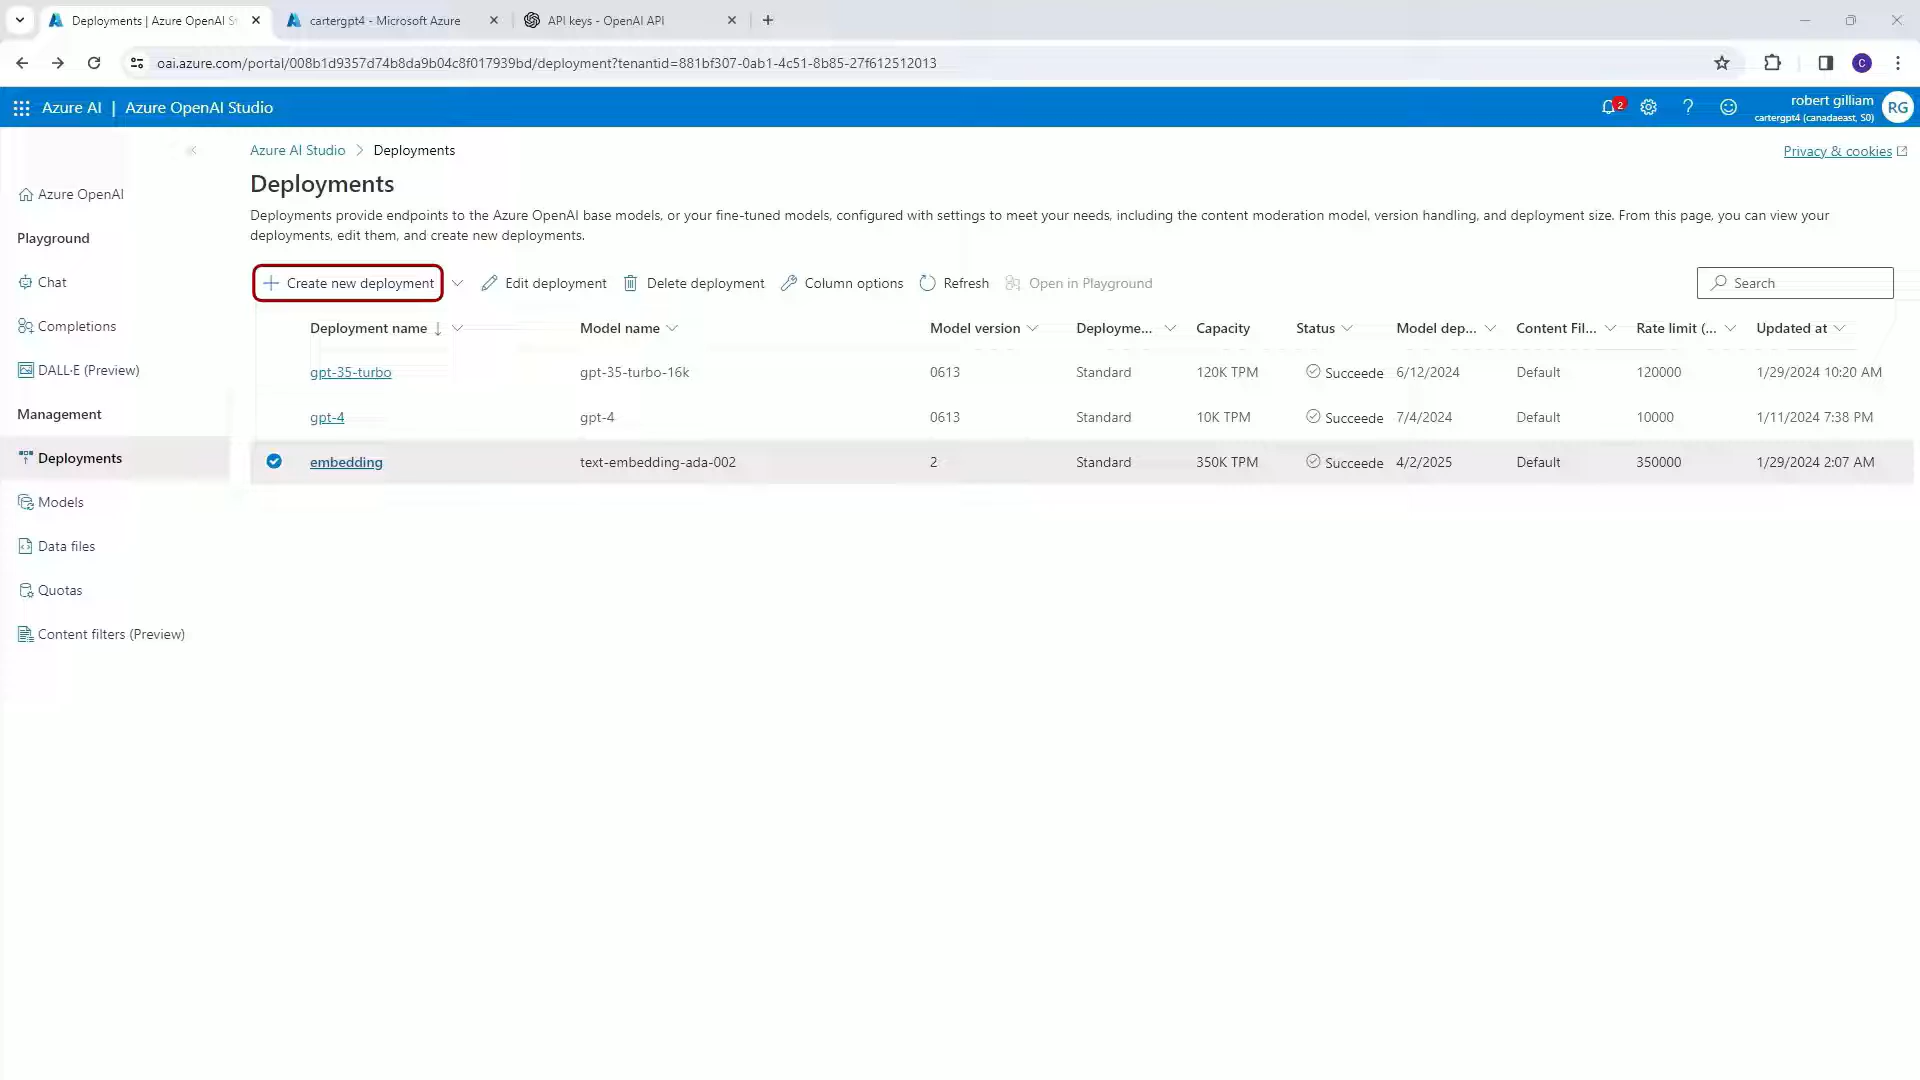 Deployments | Azure OpenAI St
cartergpt4 - Microsoft Azure
API keys - OpenAI API
oai.azure.com/portal/008b1d9357d74b8da9b04c8f017939bd/deployment?tenantid=881bf307-0ab1-4c51-8b85-27f612512013
C
Azure AI | Azure OpenAI Studio
2
robert gilliam
cartergpt4 (canadaeast, S0)
RG
Azure AI Studio > Deployments
Privacy & cookies
Deployments
Deployments provide endpoints to the Azure OpenAI base models, or your fine-tuned models, configured with settings to meet your needs, including the content moderation model, version handling, and deployment size. From this page, you can view your
deployments, edit them, and create new deployments.
Azure OpenAI
Playground
Chat
Completions
DALL·E (Preview)
Management
Deployments
Models
Data files
Quotas
Content filters (Preview)
+ Create new deployment Edit deployment Delete deployment Column options Refresh Open in Playground Search
Deployment name ↓ Model name Model version Deployme... Capacity Status Model dep... Content Fil... Rate limit (... Updated at
gpt-35-turbo gpt-35-turbo-16k 0613 Standard 120K TPM Succeede 6/12/2024 Default 120000 1/29/2024 10:20 AM
gpt-4 gpt-4 0613 Standard 10K TPM Succeede 7/4/2024 Default 10000 1/11/2024 7:38 PM
embedding text-embedding-ada-002 2 Standard 350K TPM Succeede 4/2/2025 Default 350000 1/29/2024 2:07 AM